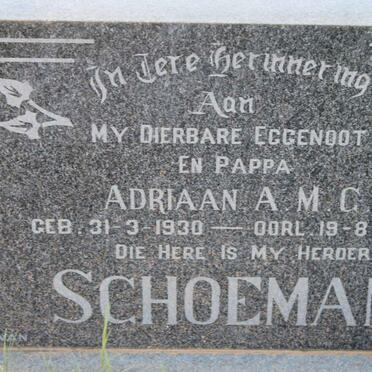 In Tere Herinnering
Aan
MY DIERBARE EGGENOOT
EN PAPPA
ADRIAAN A. M. C.
GEB. 31-3-1930 — OORL. 19-8
DIE HERE IS MY HERDER
SCHOEMAN